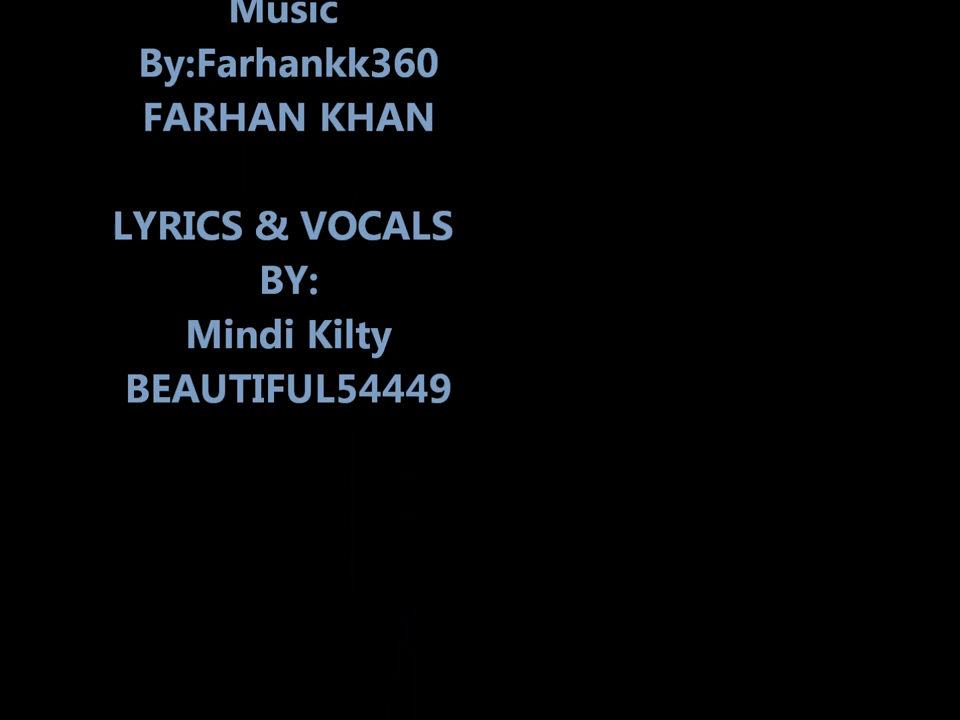 Music
By:Farhankk360
FARHAN KHAN
LYRICS & VOCALS
BY:
Mindi Kilty
BEAUTIFUL54449